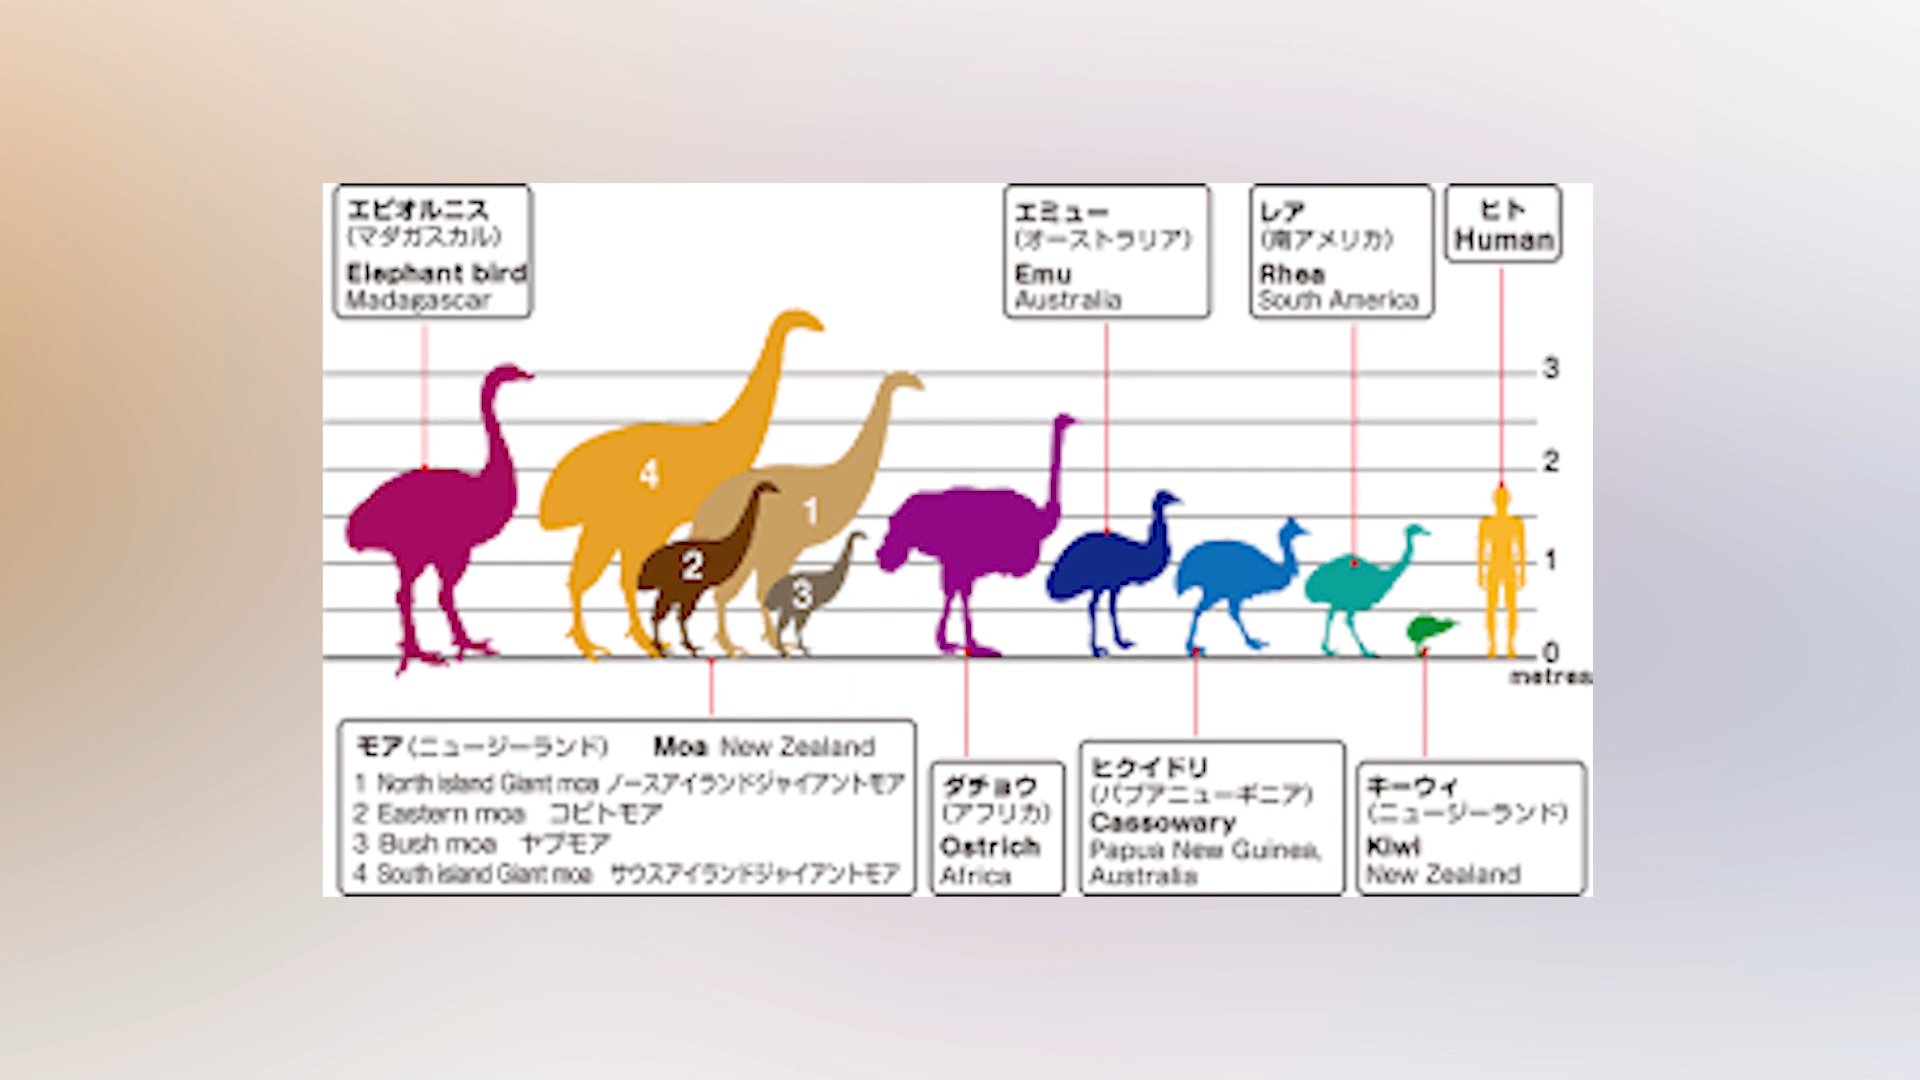 エピオルニス
(マダガスカル)
Elephant bird
Madagascar
エミュー
(オーストラリア)
Emu
Australia
レア
(南アメリカ)
Rhea
South America
ヒト
Human
3
2
1
0
metres
4
1
2
3
モア(ニュージーランド) Moa New Zealand
1 North island Giant moa ノースアイランドジャイアントモア
2 Eastern moa コビトモア
3 Bush moa ヤブモア
4 South island Giant moa サウスアイランドジャイアントモア
ダチョウ
(アフリカ)
Ostrich
Africa
ヒクイドリ
(パプアニューギニア)
Cassowary
Papua New Guinea,
Australia
キーウィ
(ニュージーランド)
Kiwi
New Zealand